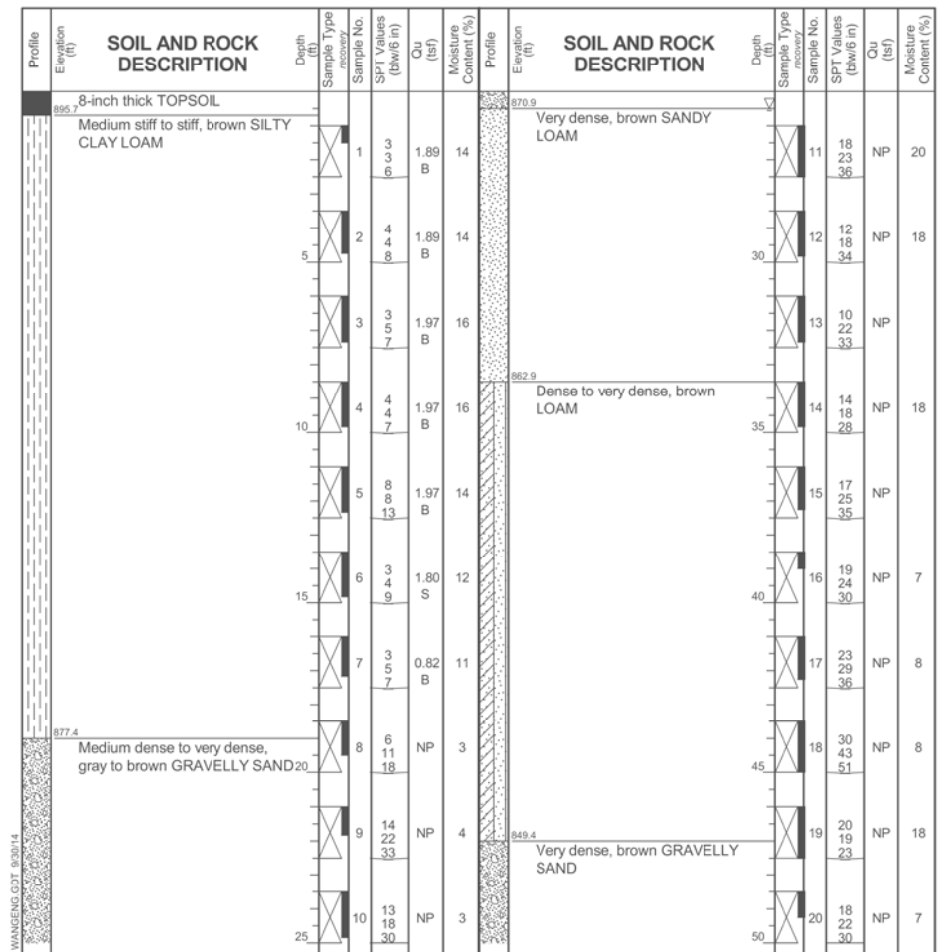 Profile
Elevation
(ft)
SOIL AND ROCK
DESCRIPTION
Depth
(ft)
Sample Type
recovery
Sample No.
SPT Values
(blw/6 in)
Qu
(tsf)
Moisture
Content (%)
8-inch thick TOPSOIL
895.7
Medium stiff to stiff, brown SILTY
CLAY LOAM
1
3
3
6
1.89
B
14
2
4
4
8
1.89
B
14
5
3
3
5
7
1.97
B
16
4
4
4
7
1.97
B
16
10
5
8
8
13
1.97
B
14
6
3
4
9
1.80
S
12
15
7
3
5
7
0.82
B
11
877.4
Medium dense to very dense,
gray to brown GRAVELLY SAND
20
8
6
11
18
NP
3
9
14
22
33
NP
4
10
13
18
30
NP
3
25
WANGENG.GDT 9/30/14
Profile
Elevation
(ft)
SOIL AND ROCK
DESCRIPTION
Depth
(ft)
Sample Type
recovery
Sample No.
SPT Values
(blw/6 in)
Qu
(tsf)
Moisture
Content (%)
870.9
Very dense, brown SANDY
LOAM
11
18
23
36
NP
20
12
12
18
34
NP
18
30
13
10
22
33
NP
862.9
Dense to very dense, brown
LOAM
14
14
18
28
NP
18
35
15
17
25
35
NP
16
19
24
30
NP
7
40
17
23
29
36
NP
8
18
30
43
51
NP
8
45
19
20
19
23
NP
18
849.4
Very dense, brown GRAVELLY
SAND
20
18
22
30
NP
7
50